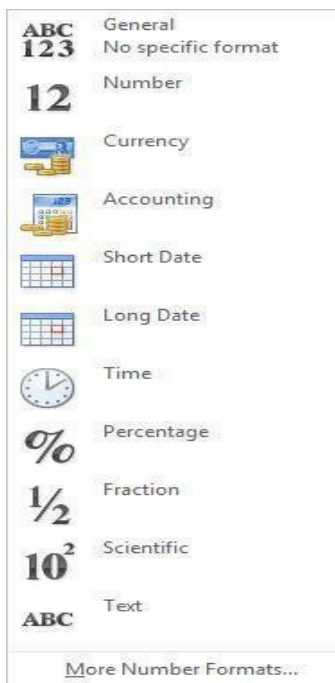 ABC
123
General
No specific format
12
Number
Currency
123
Accounting
Short Date
Long Date
Time
%
Percentage
½
Fraction
10²
Scientific
ABC
Text
More Number Formats...